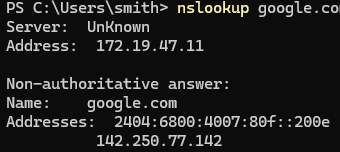 PS C:\Users\smith> nslookup google.com
Server:  UnKnown
Address:  172.19.47.11

Non-authoritative answer:
Name:    google.com
Addresses:  2404:6800:4007:80f::200e
          142.250.77.142